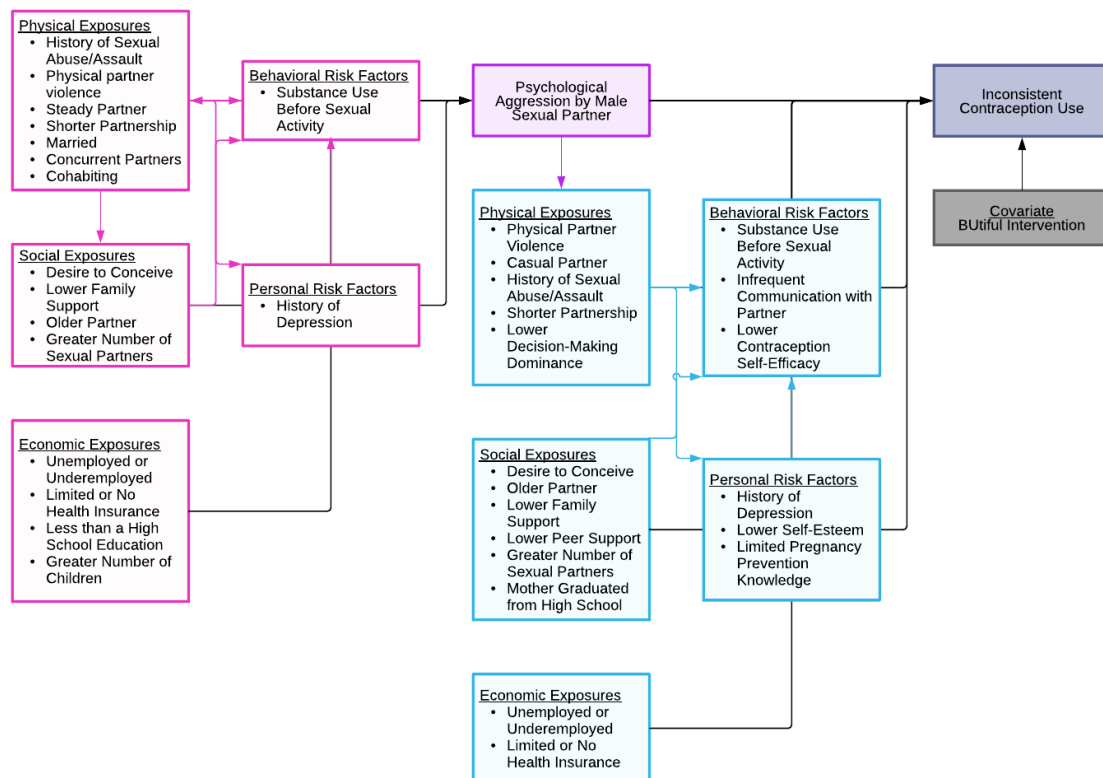 Physical Exposures
• History of Sexual
Abuse/Assault
• Physical partner
violence
• Steady Partner
• Shorter Partnership
• Married
• Concurrent Partners
• Cohabiting
Behavioral Risk Factors
• Substance Use
Before Sexual
Activity
Social Exposures
• Desire to Conceive
• Lower Family
Support
• Older Partner
• Greater Number of
Sexual Partners
Personal Risk Factors
• History of
Depression
Economic Exposures
• Unemployed or
Underemployed
• Limited or No
Health Insurance
• Less than a High
School Education
• Greater Number of
Children
Psychological
Aggression by Male
Sexual Partner
Physical Exposures
• Physical Partner
Violence
• Casual Partner
• History of Sexual
Abuse/Assault
• Shorter Partnership
• Lower
Decision-Making
Dominance
Behavioral Risk Factors
• Substance Use
Before Sexual
Activity
• Infrequent
Communication with
Partner
• Lower
Contraception
Self-Efficacy
Social Exposures
• Desire to Conceive
• Older Partner
• Lower Family
Support
• Lower Peer Support
• Greater Number of
Sexual Partners
• Mother Graduated
from High School
Personal Risk Factors
• History of
Depression
• Lower Self-Esteem
• Limited Pregnancy
Prevention
Knowledge
Economic Exposures
• Unemployed or
Underemployed
• Limited or No
Health Insurance
Inconsistent
Contraception Use
Covariate
BUtiful Intervention